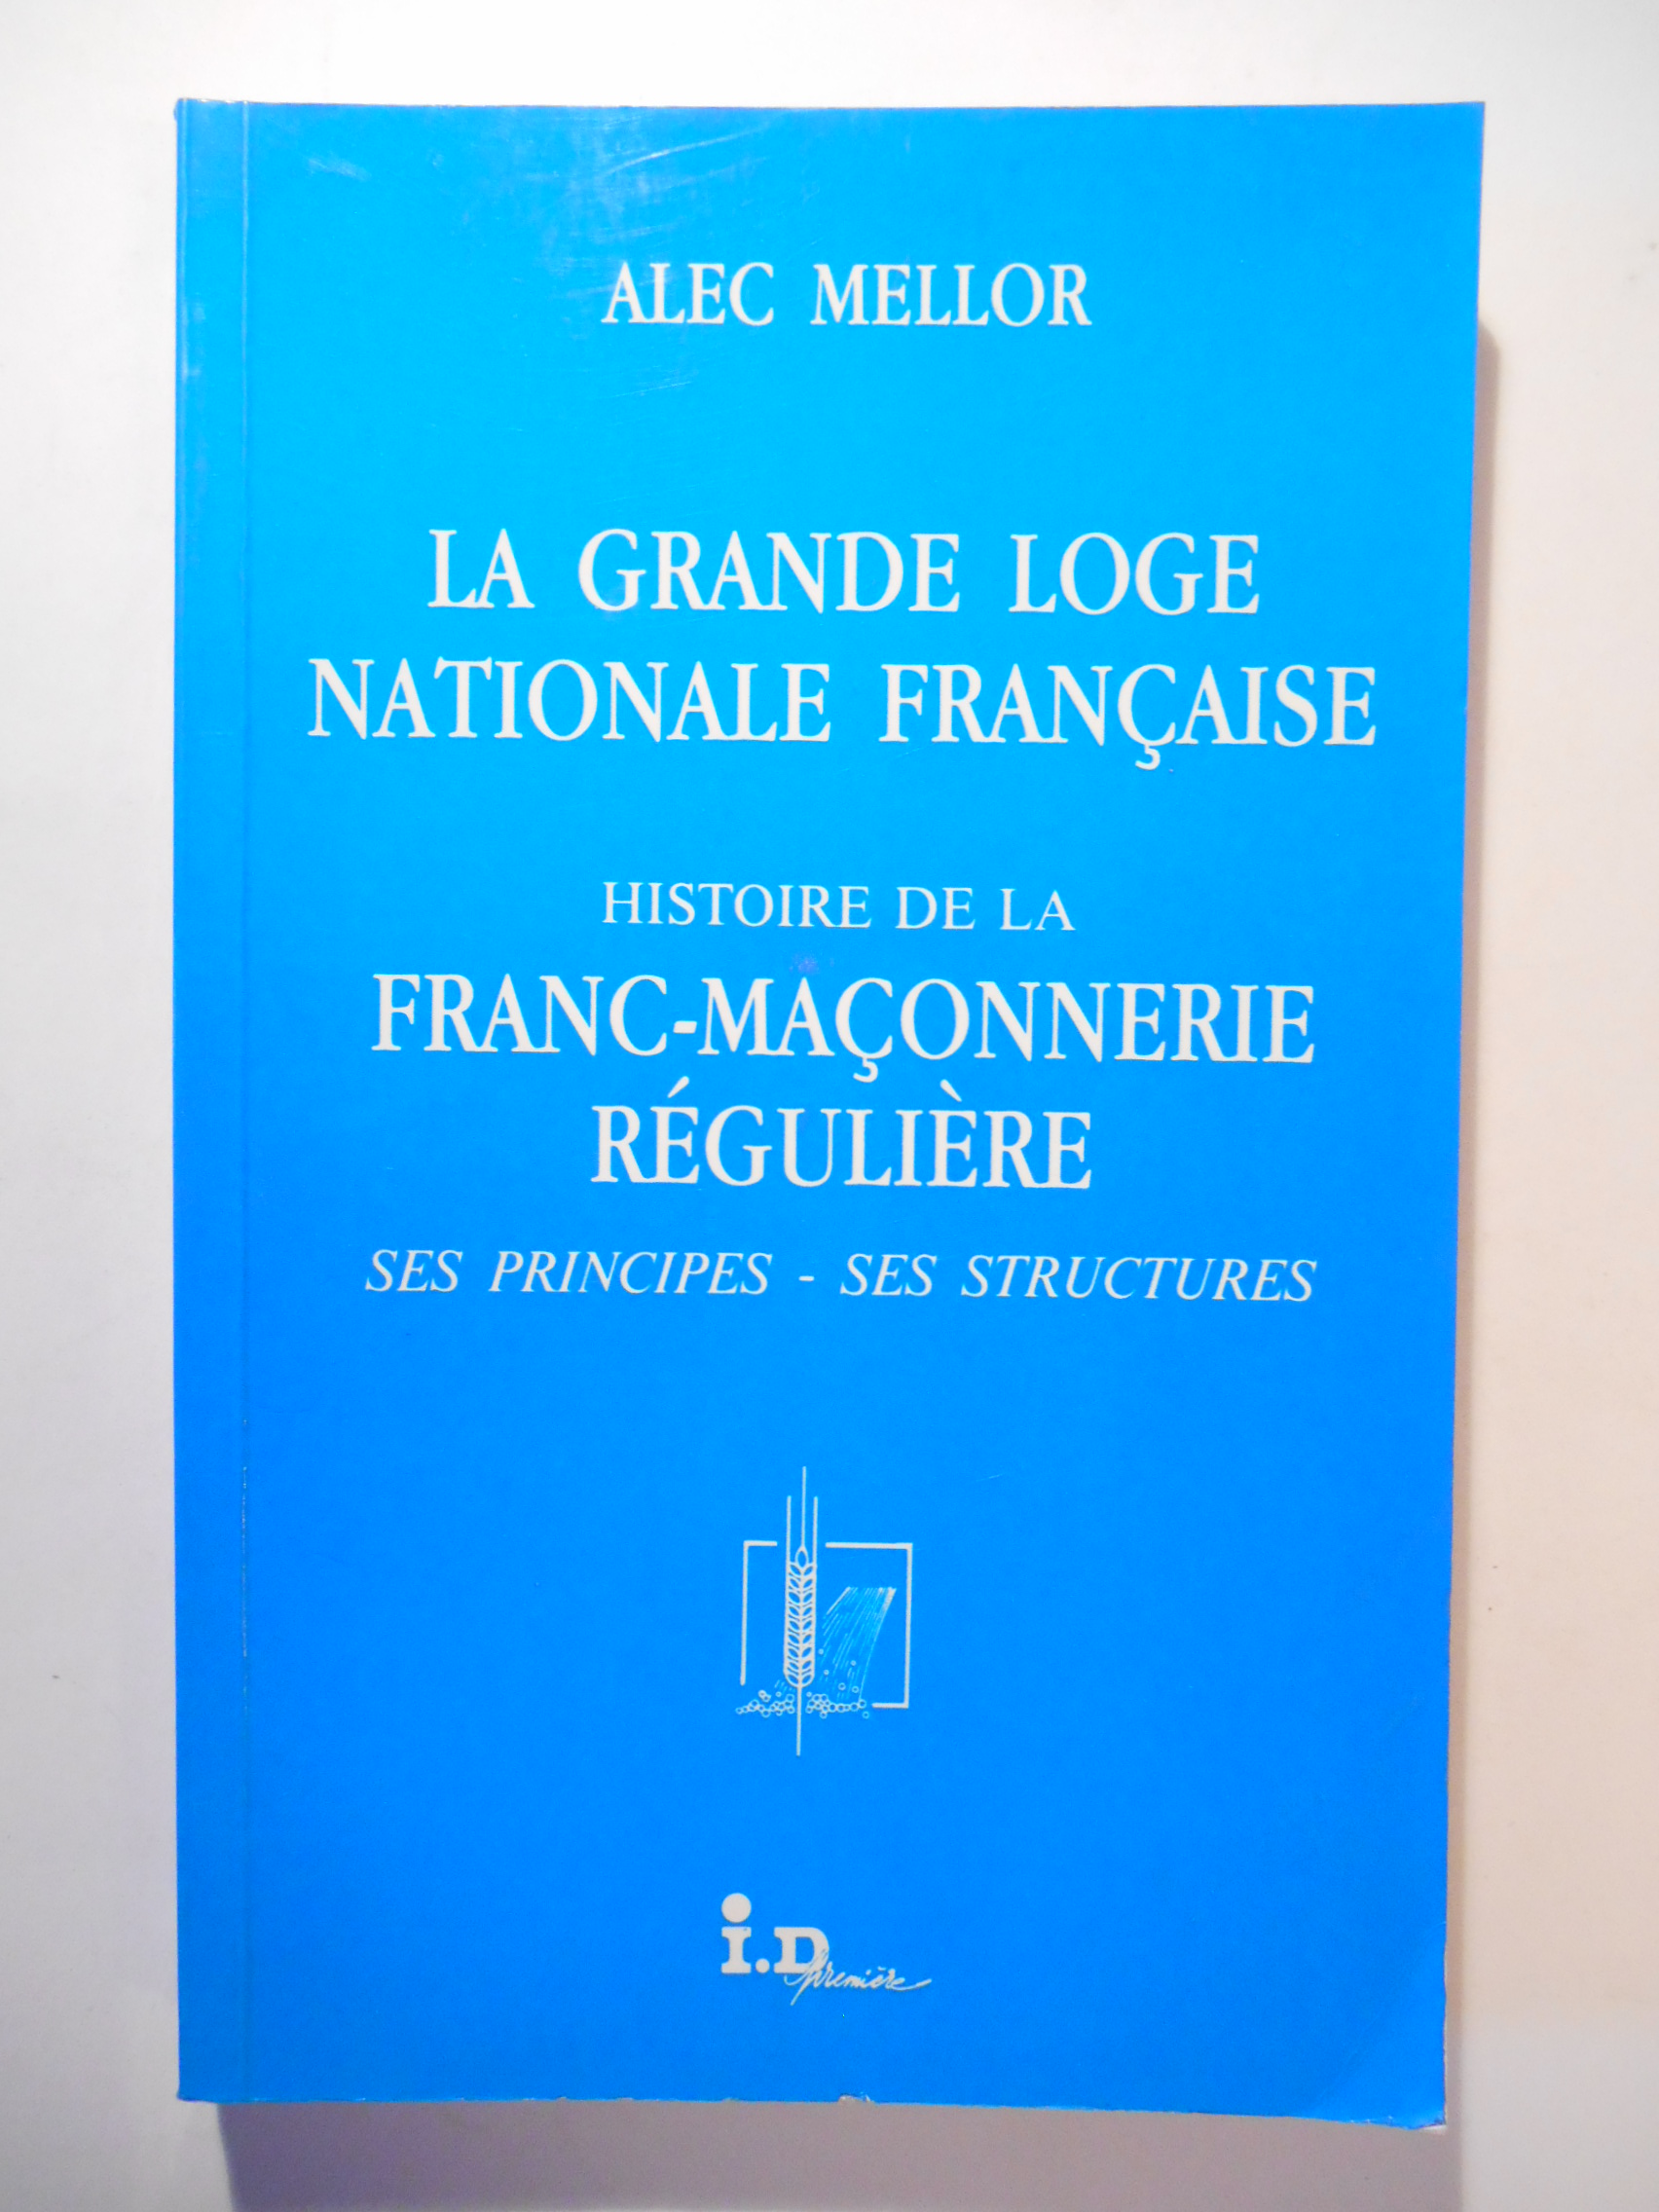 ALEC MELLOR
LA GRANDE LOGE
NATIONALE FRANÇAISE
HISTOIRE DE LA
FRANC-MAÇONNERIE
RÉGULIÈRE
SES PRINCIPES - SES STRUCTURES
i.D première